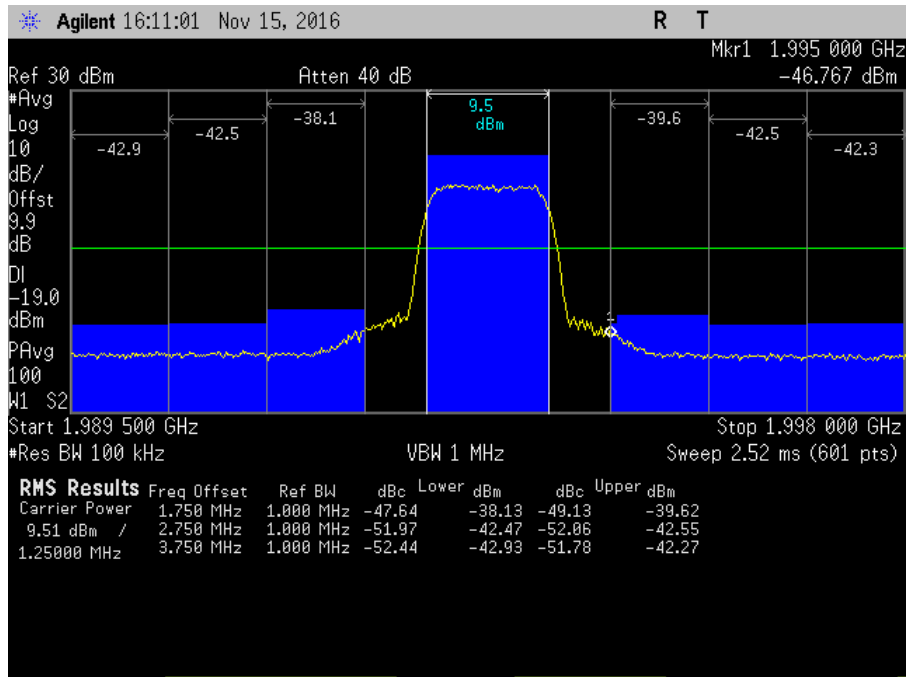 Agilent 16:11:01 Nov 15, 2016 R T
Mkr1 1.995 000 GHz
Ref 30 dBm Atten 40 dB -46.767 dBm
#Avg
Log
10
dB/
Offst
9.9
dB
DI
-19.0
dBm
PAvg
100
W1 S2
-42.9 -42.5 -38.1 9.5 -39.6 -42.5 -42.3
dBm
1
Start 1.989 500 GHz Stop 1.998 000 GHz
#Res BW 100 kHz VBW 1 MHz Sweep 2.52 ms (601 pts)
RMS Results Freq Offset Ref BW dBc Lower dBm dBc Upper dBm
Carrier Power 1.750 MHz 1.000 MHz -47.64 -38.13 -49.13 -39.62
9.51 dBm / 2.750 MHz 1.000 MHz -51.97 -42.47 -52.06 -42.55
1.25000 MHz 3.750 MHz 1.000 MHz -52.44 -42.93 -51.78 -42.27